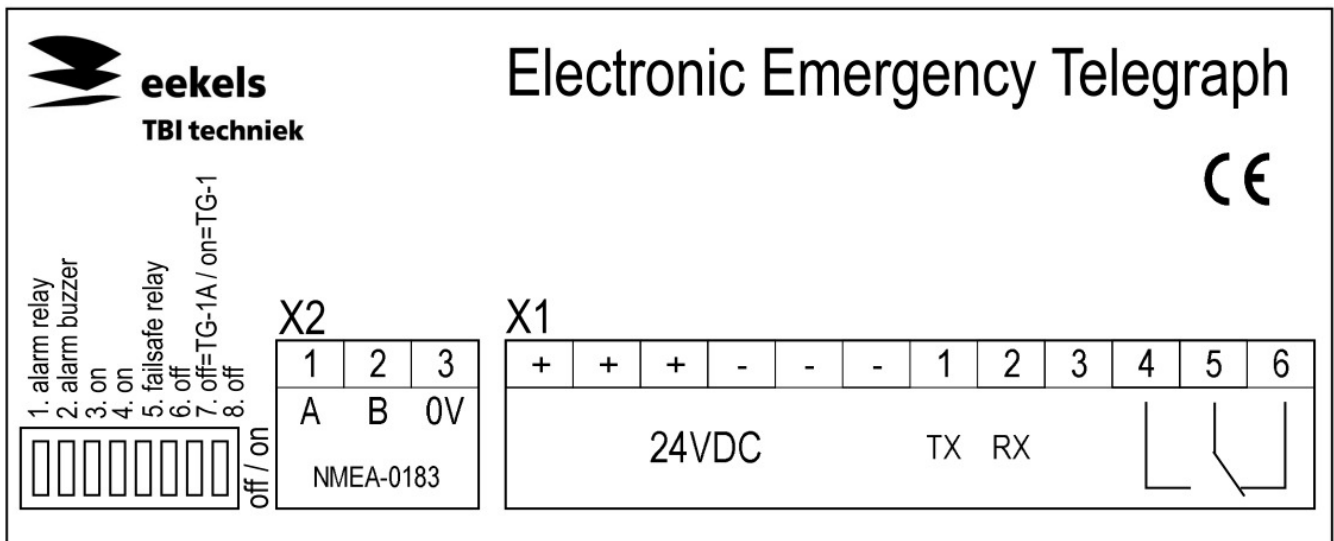 eekels
TBI techniek
Electronic Emergency Telegraph
CE
1. alarm relay
2. alarm buzzer
3. on
4. on
5. failsafe relay
6. off
7. off=TG-1A / on=TG-1
8. off
off / on
X2
1 2 3
A B 0V
NMEA-0183
X1
+ + + - - - 1 2 3 4 5 6
24VDC TX RX